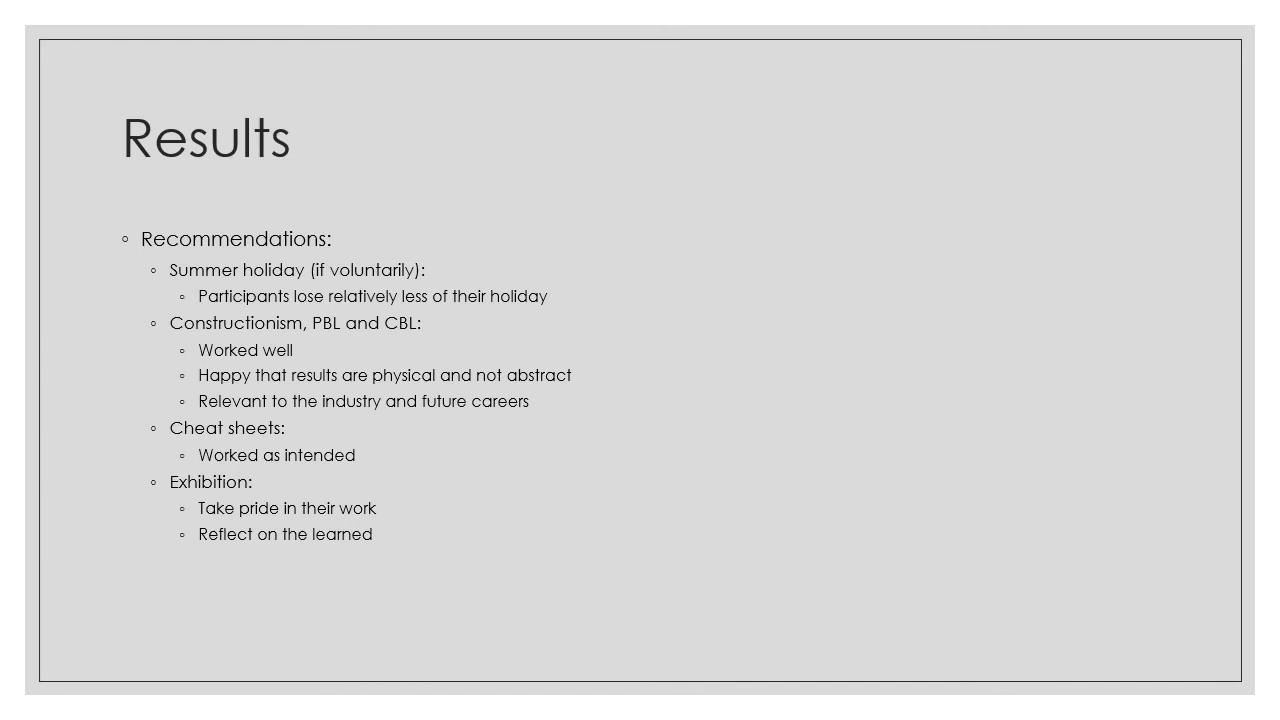 Results
◦ Recommendations:
◦ Summer holiday (if voluntarily):
◦ Participants lose relatively less of their holiday
◦ Constructionism, PBL and CBL:
◦ Worked well
◦ Happy that results are physical and not abstract
◦ Relevant to the industry and future careers
◦ Cheat sheets:
◦ Worked as intended
◦ Exhibition:
◦ Take pride in their work
◦ Reflect on the learned